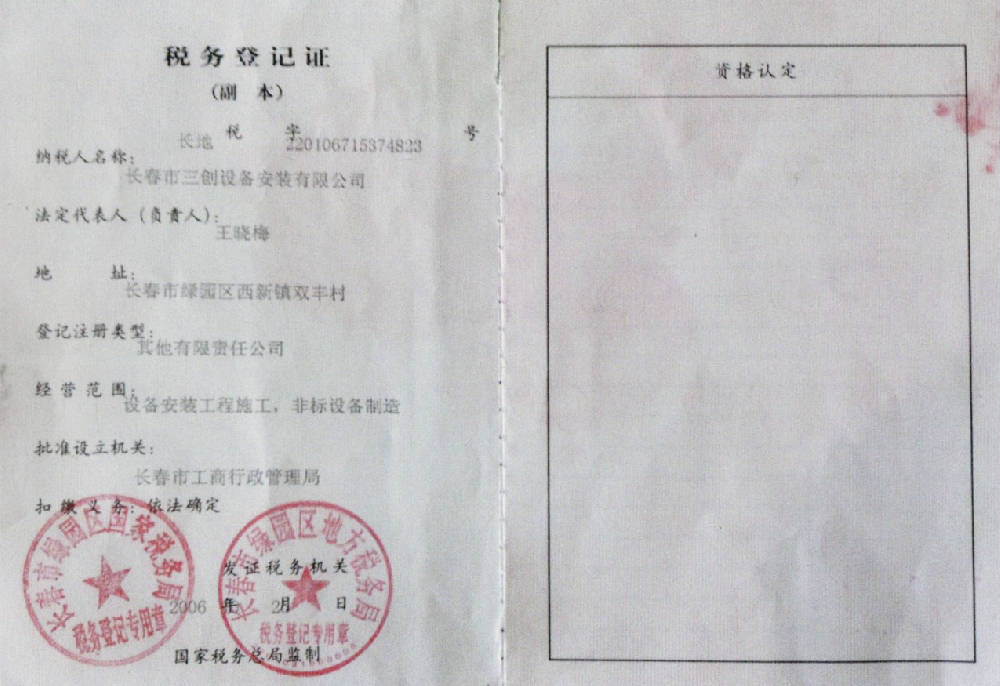 税务登记证
（副 本）
长地 税 字 220106715374823 号
纳税人名称：
长春市三创设备安装有限公司
法定代表人（负责人）：
王晓梅
地 址：
长春市绿园区西新镇双丰村
登记注册类型：
其他有限责任公司
经营范围：
设备安装工程施工，非标设备制造
批准设立机关：
长春市工商行政管理局
扣缴义务：依法确定
长春市绿园区国家税务局
税务登记专用章
长春市绿园区地方税务局
税务登记专用章
发证税务机关
2006 年 2月 日
国家税务总局监制
资格认定